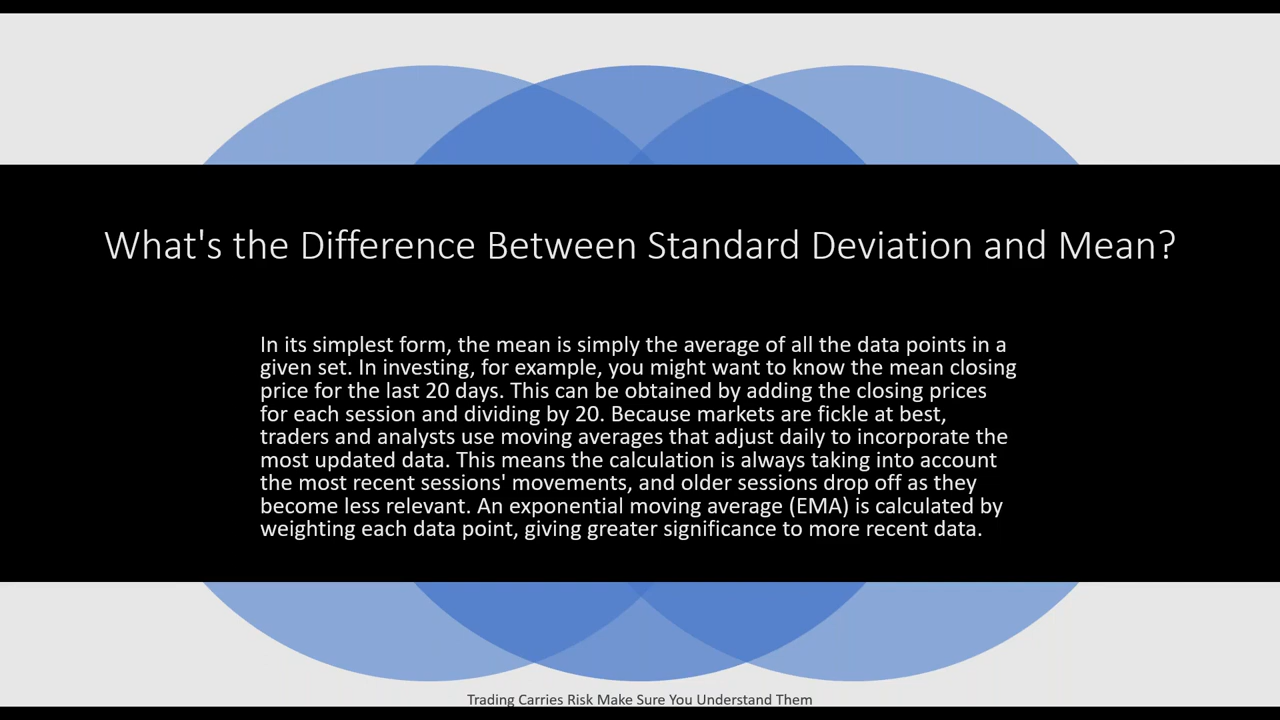 What's the Difference Between Standard Deviation and Mean?
In its simplest form, the mean is simply the average of all the data points in a
given set. In investing, for example, you might want to know the mean closing
price for the last 20 days. This can be obtained by adding the closing prices
for each session and dividing by 20. Because markets are fickle at best,
traders and analysts use moving averages that adjust daily to incorporate the
most updated data. This means the calculation is always taking into account
the most recent sessions' movements, and older sessions drop off as they
become less relevant. An exponential moving average (EMA) is calculated by
weighting each data point, giving greater significance to more recent data.
Trading Carries Risk Make Sure You Understand Them